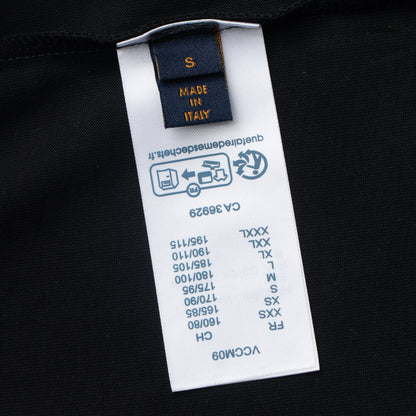 S
MADE
IN
ITALY
VCCM09
FR CH
XXS 160/80
XS 165/85
S 170/90
M 175/95
L 180/100
XL 185/105
XXL 190/110
XXXL 195/115
CA 36929
FR
quefairedemesdechets.fr